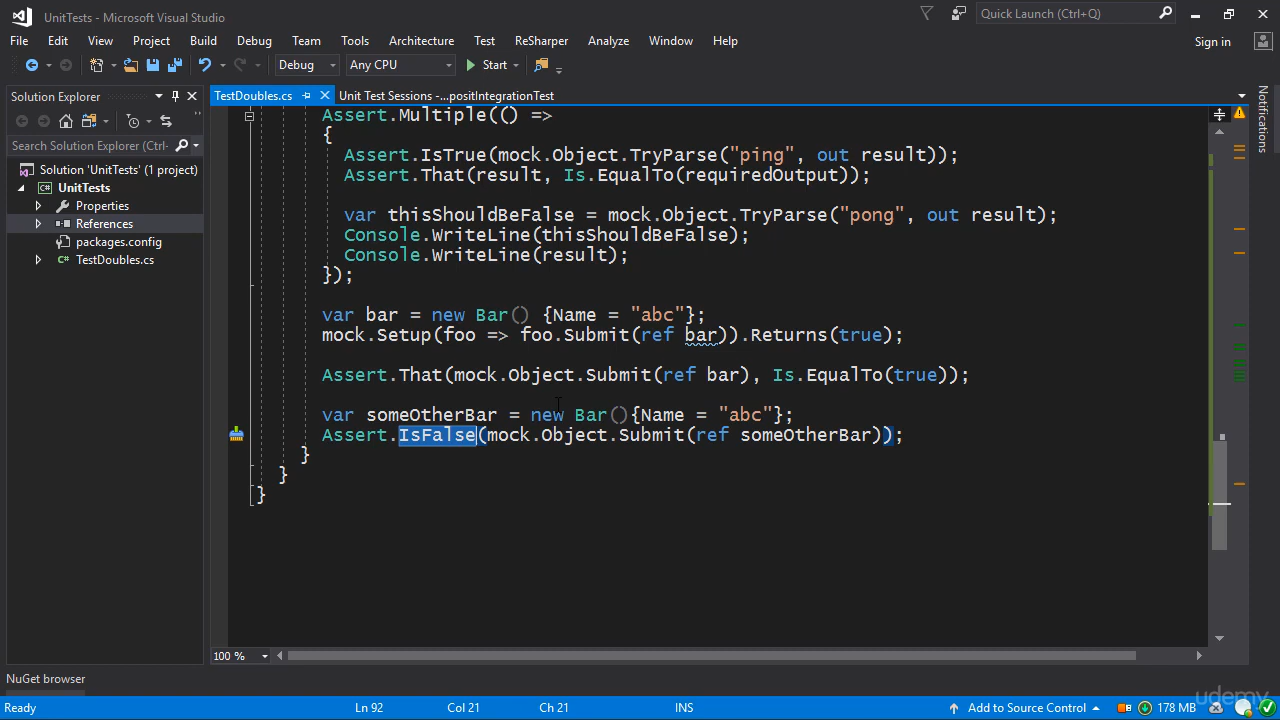 UnitTests - Microsoft Visual Studio
Quick Launch (Ctrl+Q)
File Edit View Project Build Debug Team Tools Architecture Test ReSharper Analyze Window Help
Sign in
Debug Any CPU Start
Solution Explorer
TestDoubles.cs
Unit Test Sessions -...positIntegrationTest
Search Solution Explorer (Ctrl-
Solution 'UnitTests' (1 project)
UnitTests
Properties
References
packages.config
TestDoubles.cs
Assert.Multiple(() =>
{
Assert.IsTrue(mock.Object.TryParse("ping", out result));
Assert.That(result, Is.EqualTo(requiredOutput));
var thisShouldBeFalse = mock.Object.TryParse("pong", out result);
Console.WriteLine(thisShouldBeFalse);
Console.WriteLine(result);
});
var bar = new Bar() {Name = "abc"};
mock.Setup(foo => foo.Submit(ref bar)).Returns(true);
Assert.That(mock.Object.Submit(ref bar), Is.EqualTo(true));
var someOtherBar = new Bar(){Name = "abc"};
Assert.IsFalse(mock.Object.Submit(ref someOtherBar));
}
}
}
Notifications
100 %
NuGet browser
Ready Ln 92 Col 21 Ch 21 INS Add to Source Control 178 MB
udemy